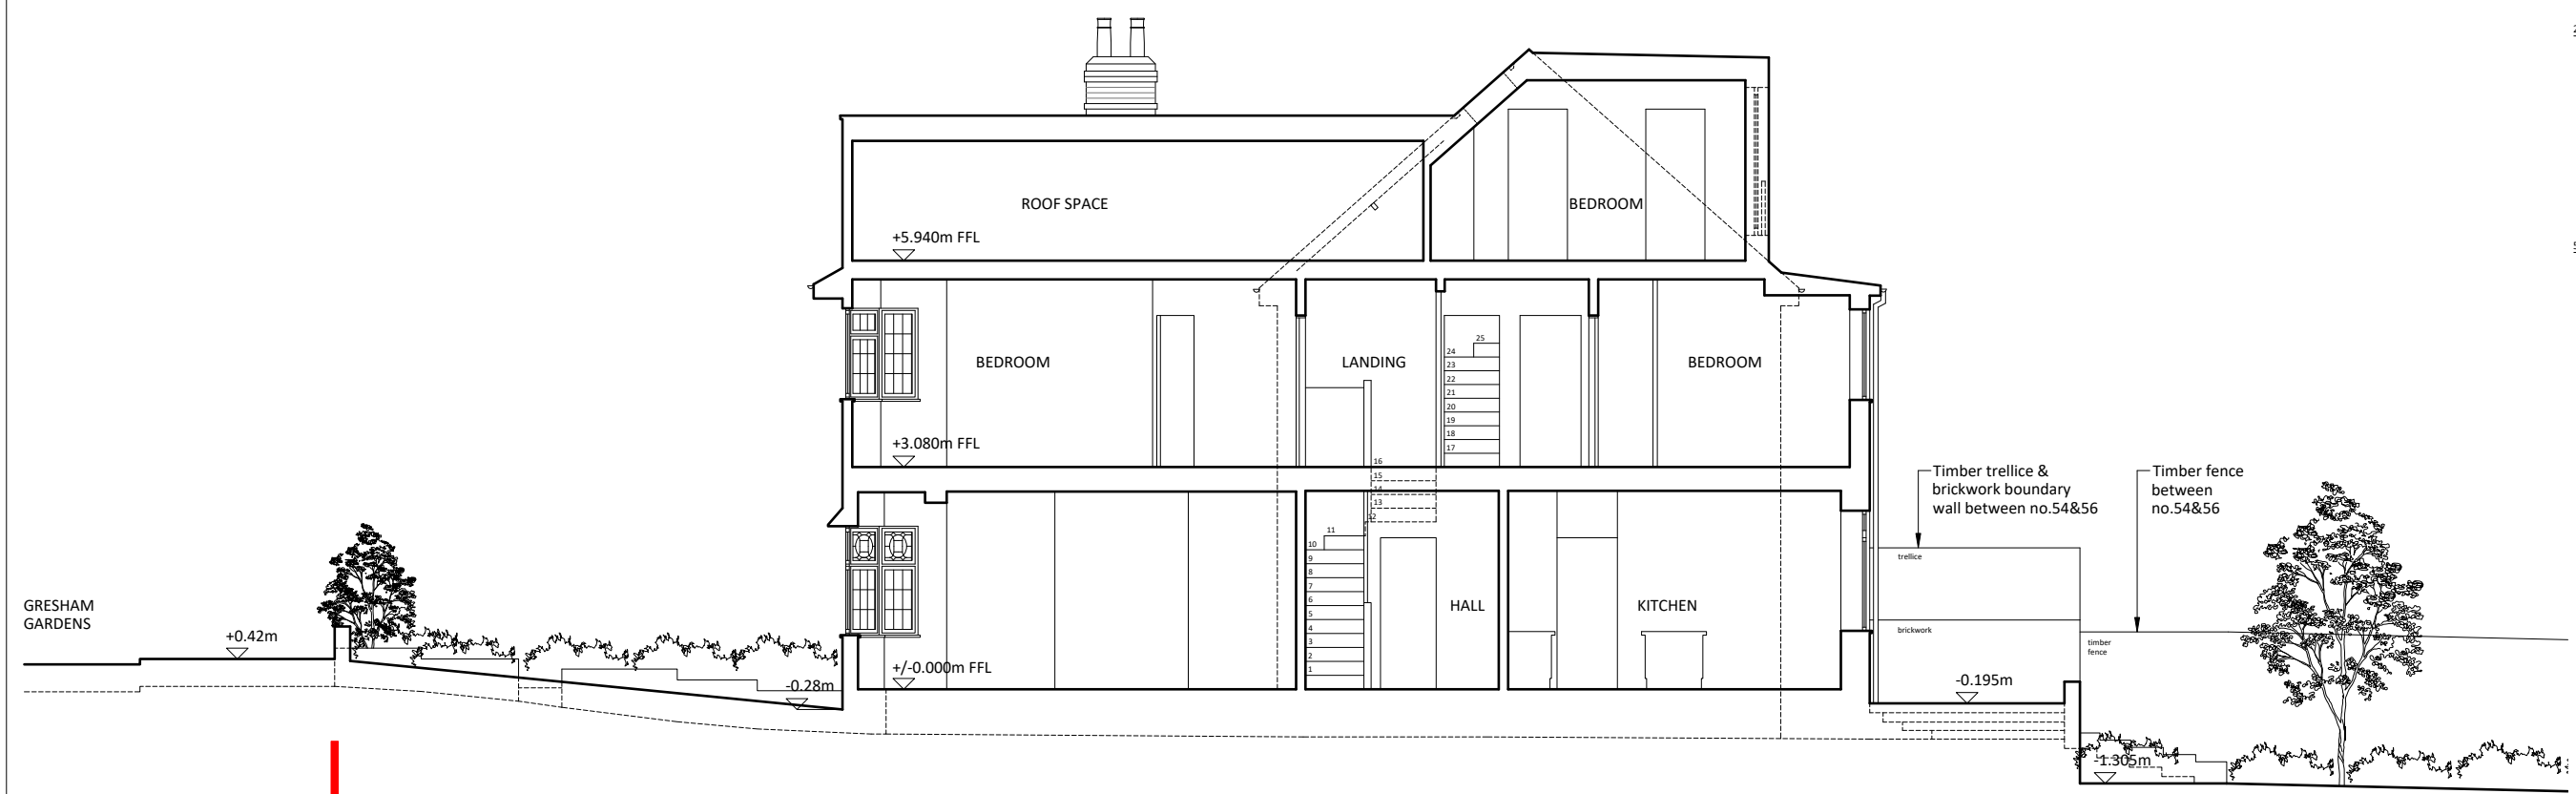 ROOF SPACE
BEDROOM
+5.940m FFL
BEDROOM
LANDING
BEDROOM
25
24
23
22
21
20
19
18
17
+3.080m FFL
16
15
14
13
12
11
10
9
8
7
6
5
4
3
2
1
HALL
KITCHEN
+/-0.000m FFL
GRESHAM
GARDENS
+0.42m
-0.28m
Timber trellice &
brickwork boundary
wall between no.54&56
Timber fence
between
no.54&56
trellice
brickwork
timber
fence
-0.195m
-1.305m